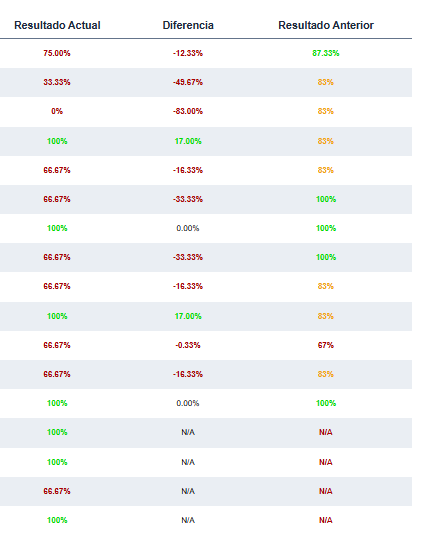 Resultado Actual Diferencia Resultado Anterior
75.00% -12.33% 87.33%
33.33% -49.67% 83%
0% -83.00% 83%
100% 17.00% 83%
66.67% -16.33% 83%
66.67% -33.33% 100%
100% 0.00% 100%
66.67% -33.33% 100%
66.67% -16.33% 83%
100% 17.00% 83%
66.67% -0.33% 67%
66.67% -16.33% 83%
100% 0.00% 100%
100% N/A N/A
100% N/A N/A
66.67% N/A N/A
100% N/A N/A